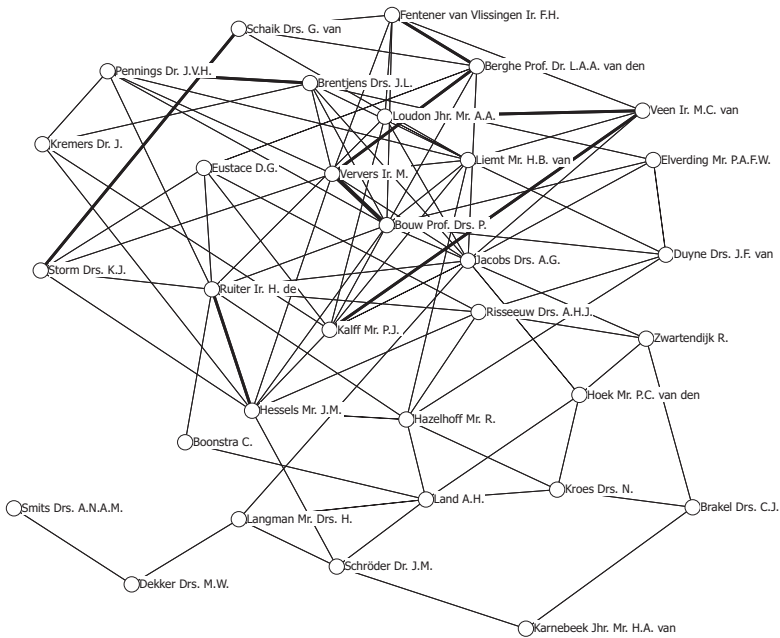 Fentener van Vlissingen Ir. F.H.
Schaik Drs. G. van
Berghe Prof. Dr. L.A.A. van den
Pennings Dr. J.V.H.
Brentjens Drs. J.L.
Veen Ir. M.C. van
Loudon Jhr. Mr. A.A.
Kremers Dr. J.
Liemt Mr. H.B. van
Elverding Mr. P.A.F.W.
Eustace D.G.
Ververs Ir. M.
Bouw Prof. Drs. P.
Duyne Drs. J.F. van
Jacobs Drs. A.G.
Storm Drs. K.J.
Ruiter Ir. H. de
Risseeuw Drs. A.H.J.
Kalff Mr. P.J.
Zwartendijk R.
Hoek Mr. P.C. van den
Hessels Mr. J.M.
Hazelhoff Mr. R.
Boonstra C.
Kroes Drs. N.
Land A.H.
Smits Drs. A.N.A.M.
Brakel Drs. C.J.
Langman Mr. Drs. H.
Schröder Dr. J.M.
Dekker Drs. M.W.
Karnebeek Jhr. Mr. H.A. van